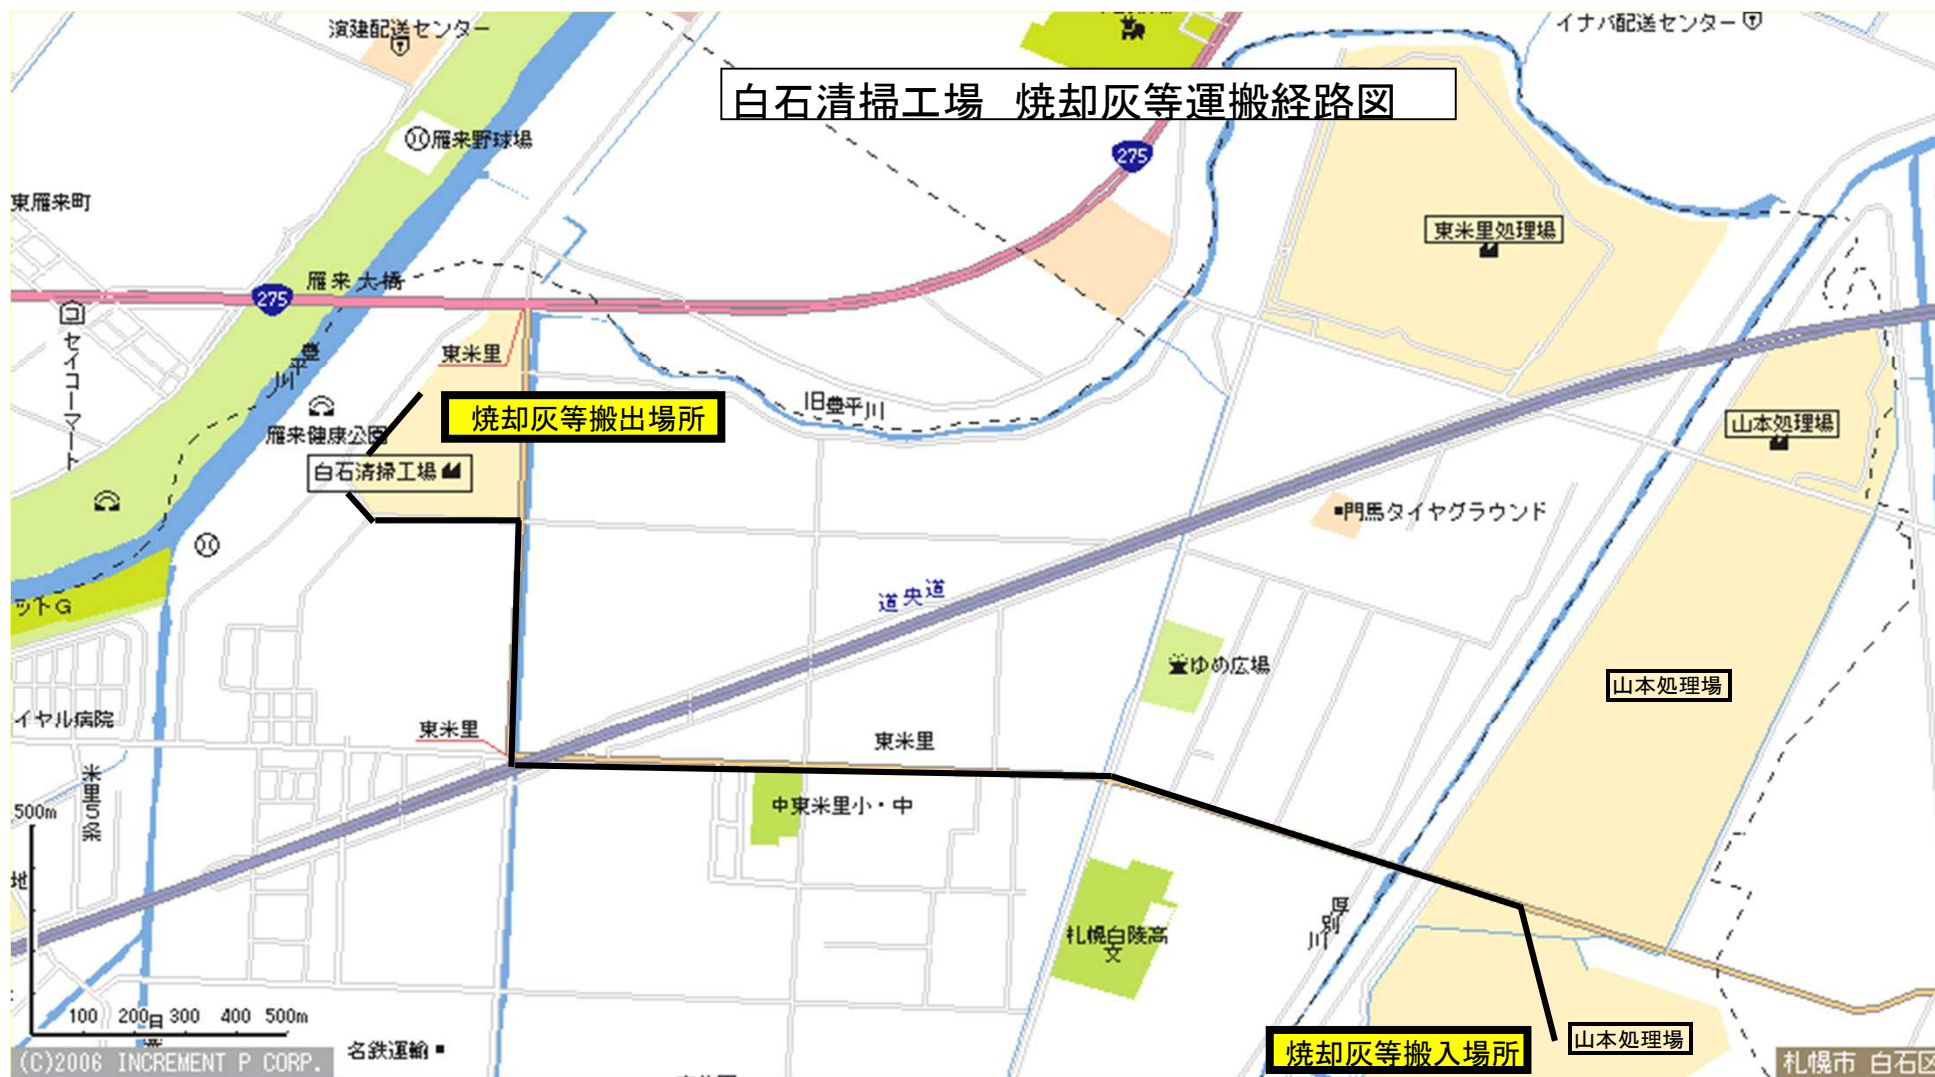 濱建配送センター
イナバ配送センター
白石清掃工場　焼却灰等運搬経路図
雁来野球場
275
東雁来町
東米里処理場
雁来大橋
275
コ
セイコーマート
豊平川
東米里
旧豊平川
焼却灰等搬出場所
雁来健康公園
山本処理場
白石清掃工場
■門馬タイヤグラウンド
道央道
ットG
ゆめ広場
山本処理場
イヤル病院
東米里
東米里
米里5条
中東米里小・中
500m
地
厚別川
札幌白陵高
文
100 200 300 400 500m
焼却灰等搬入場所
山本処理場
名鉄運輸■
(C)2006 INCREMENT P CORP.
札幌市 白石区